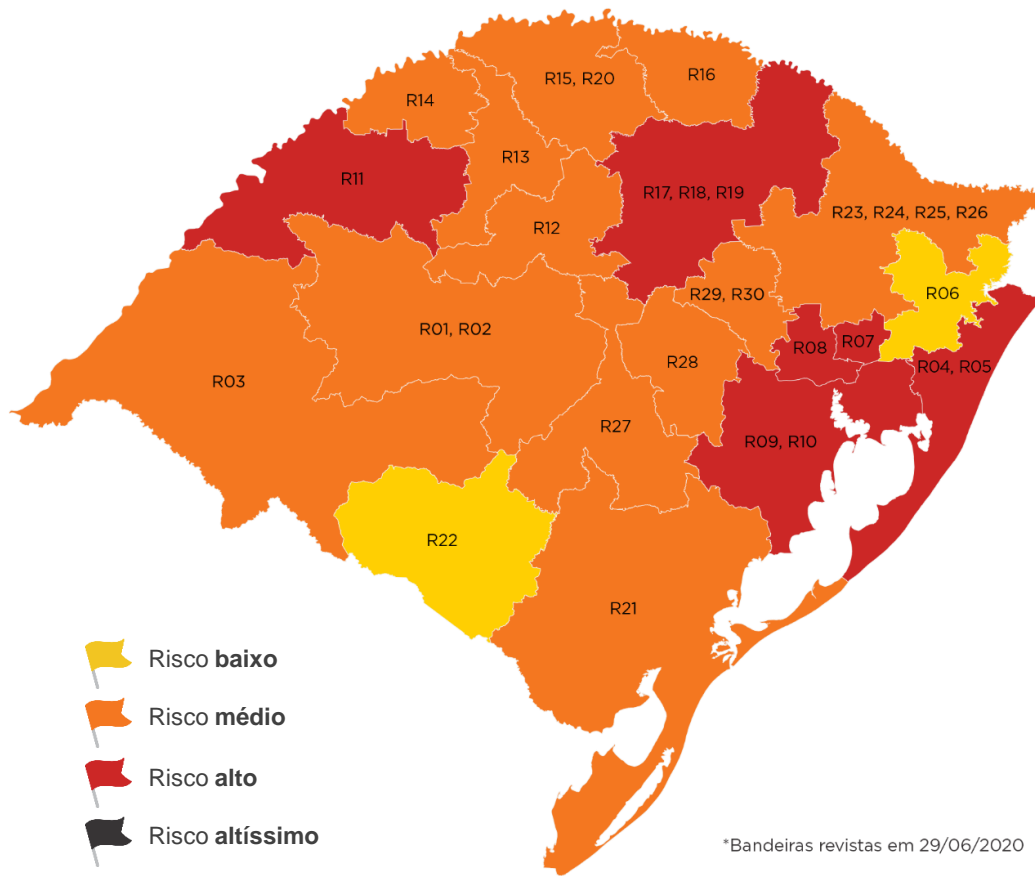 R16
R15, R20
R14
R13
R11
R17, R18, R19
R23, R24, R25, R26
R12
R06
R29, R30
R01, R02
R08
R07
R28
R04, R05
R03
R27
R09, R10
R22
R21
Risco baixo
Risco médio
Risco alto
Risco altíssimo
*Bandeiras revistas em 29/06/2020